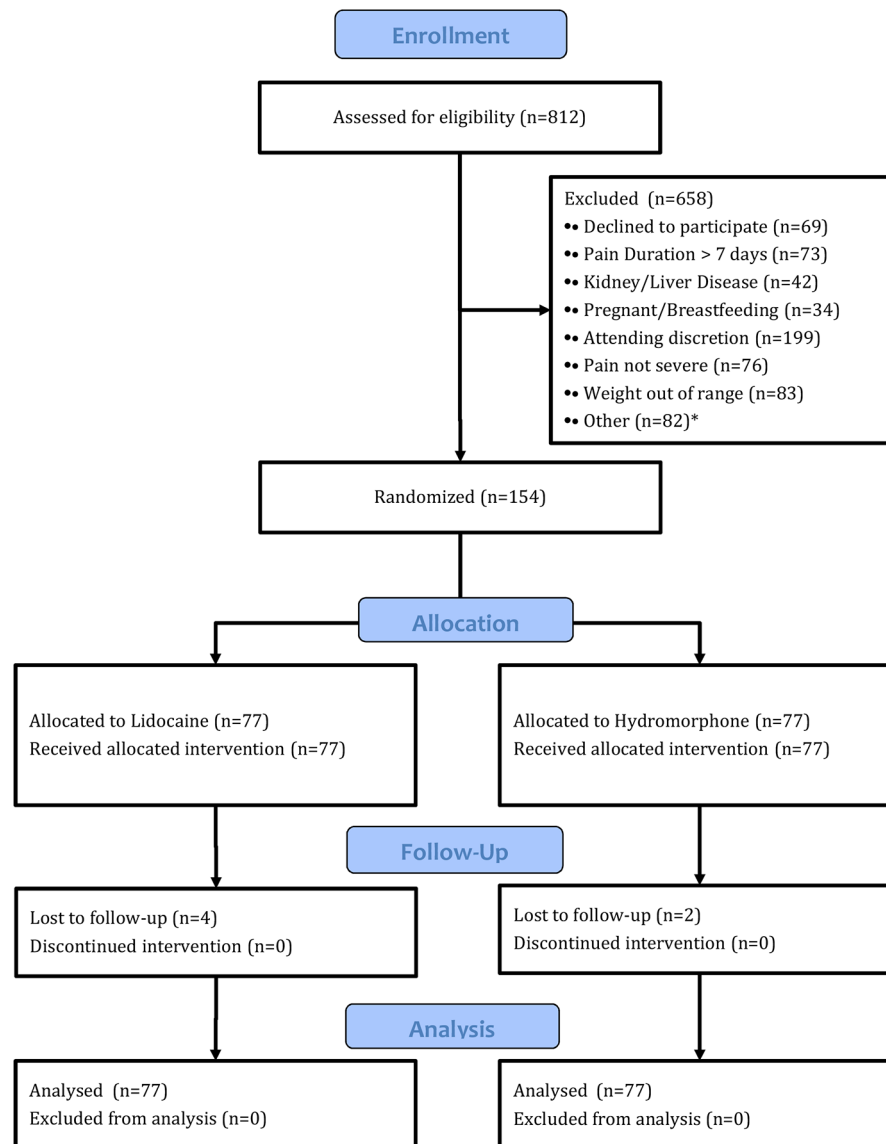 Enrollment
Assessed for eligibility (n=812)
Excluded (n=658)
•• Declined to participate (n=69)
•• Pain Duration > 7 days (n=73)
•• Kidney/Liver Disease (n=42)
•• Pregnant/Breastfeeding (n=34)
•• Attending discretion (n=199)
•• Pain not severe (n=76)
•• Weight out of range (n=83)
•• Other (n=82)*
Randomized (n=154)
Allocation
Allocated to Lidocaine (n=77)
Received allocated intervention (n=77)
Allocated to Hydromorphone (n=77)
Received allocated intervention (n=77)
Follow-Up
Lost to follow-up (n=4)
Discontinued intervention (n=0)
Lost to follow-up (n=2)
Discontinued intervention (n=0)
Analysis
Analysed (n=77)
Excluded from analysis (n=0)
Analysed (n=77)
Excluded from analysis (n=0)